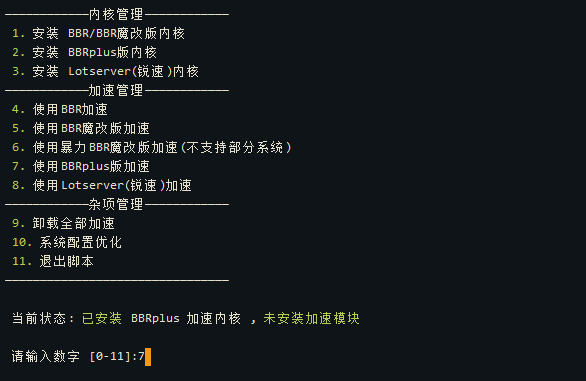 ————————————内核管理————————————
1. 安装 BBR/BBR魔改版内核
2. 安装 BBRplus版内核
3. 安装 Lotserver(锐速)内核
————————————加速管理————————————
4. 使用BBR加速
5. 使用BBR魔改版加速
6. 使用暴力BBR魔改版加速(不支持部分系统)
7. 使用BBRplus版加速
8. 使用Lotserver(锐速)加速
————————————杂项管理————————————
9. 卸载全部加速
10. 系统配置优化
11. 退出脚本
————————————————————————————————
当前状态: 已安装 BBRplus 加速内核 , 未安装加速模块
请输入数字 [0-11]:7